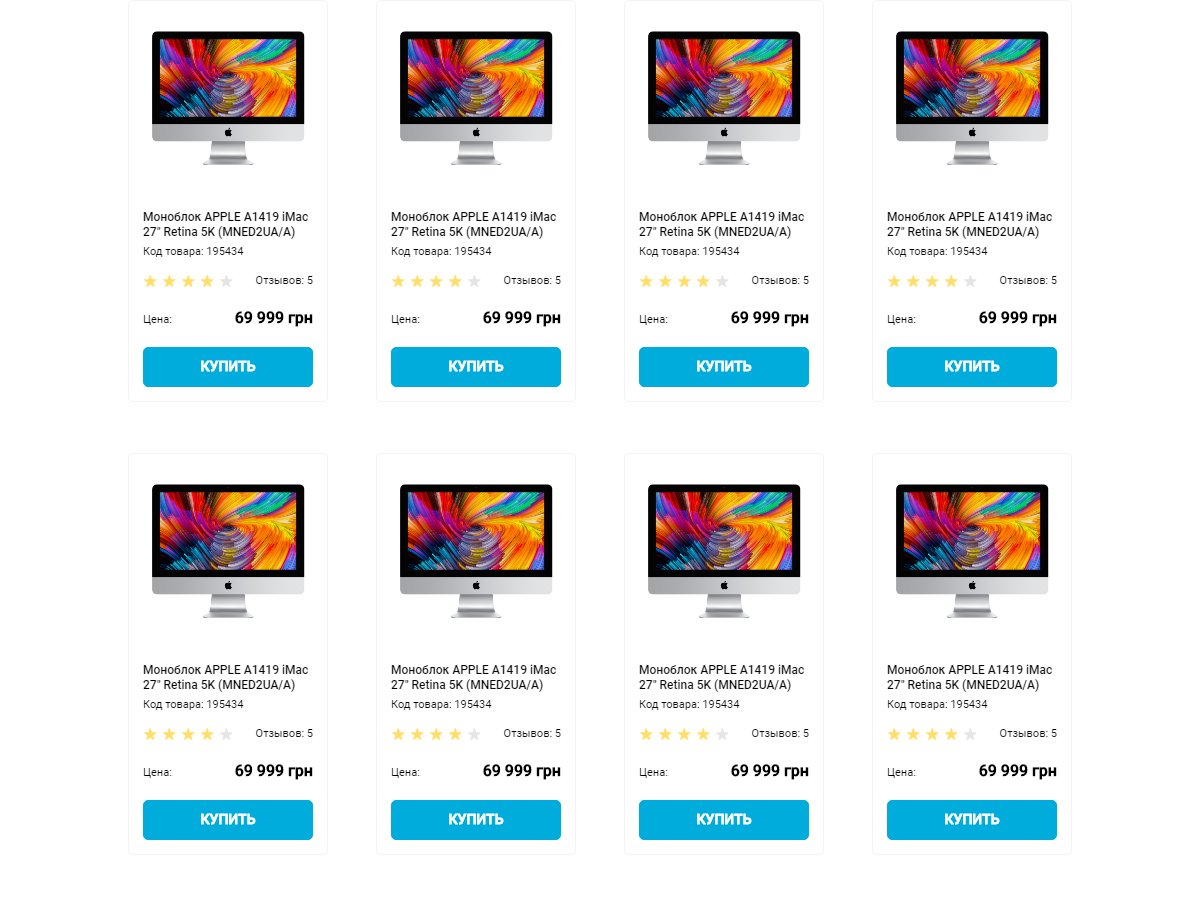 Моноблок APPLE A1419 iMac
27" Retina 5K (MNED2UA/A)
Код товара: 195434
Отзывов: 5
Цена: 69 999 грн
КУПИТЬ
Моноблок APPLE A1419 iMac
27" Retina 5K (MNED2UA/A)
Код товара: 195434
Отзывов: 5
Цена: 69 999 грн
КУПИТЬ
Моноблок APPLE A1419 iMac
27" Retina 5K (MNED2UA/A)
Код товара: 195434
Отзывов: 5
Цена: 69 999 грн
КУПИТЬ
Моноблок APPLE A1419 iMac
27" Retina 5K (MNED2UA/A)
Код товара: 195434
Отзывов: 5
Цена: 69 999 грн
КУПИТЬ
Моноблок APPLE A1419 iMac
27" Retina 5K (MNED2UA/A)
Код товара: 195434
Отзывов: 5
Цена: 69 999 грн
КУПИТЬ
Моноблок APPLE A1419 iMac
27" Retina 5K (MNED2UA/A)
Код товара: 195434
Отзывов: 5
Цена: 69 999 грн
КУПИТЬ
Моноблок APPLE A1419 iMac
27" Retina 5K (MNED2UA/A)
Код товара: 195434
Отзывов: 5
Цена: 69 999 грн
КУПИТЬ
Моноблок APPLE A1419 iMac
27" Retina 5K (MNED2UA/A)
Код товара: 195434
Отзывов: 5
Цена: 69 999 грн
КУПИТЬ